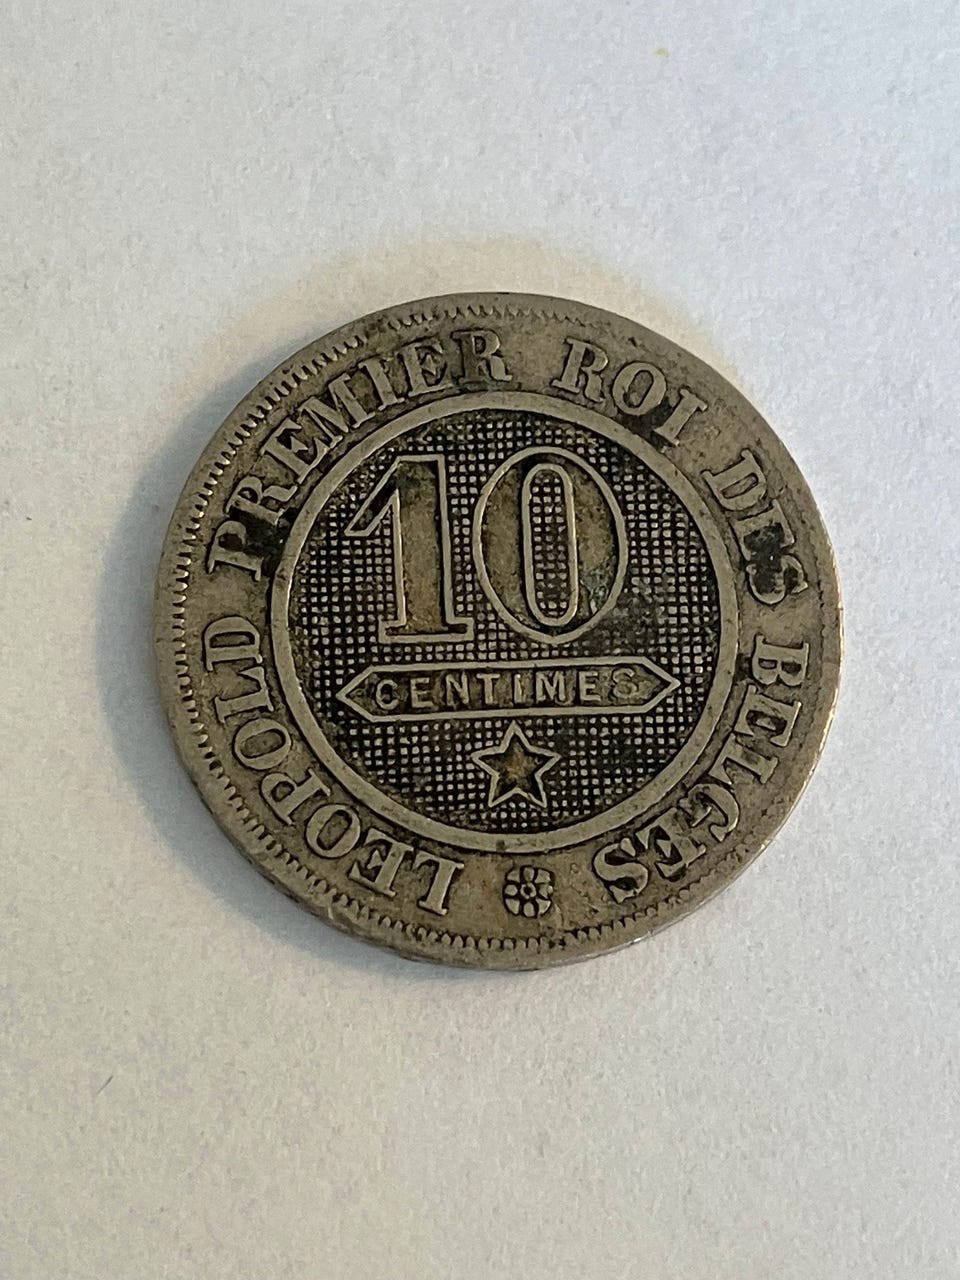 LEOPOLD PREMIER ROI DES BELGES
10
CENTIMES